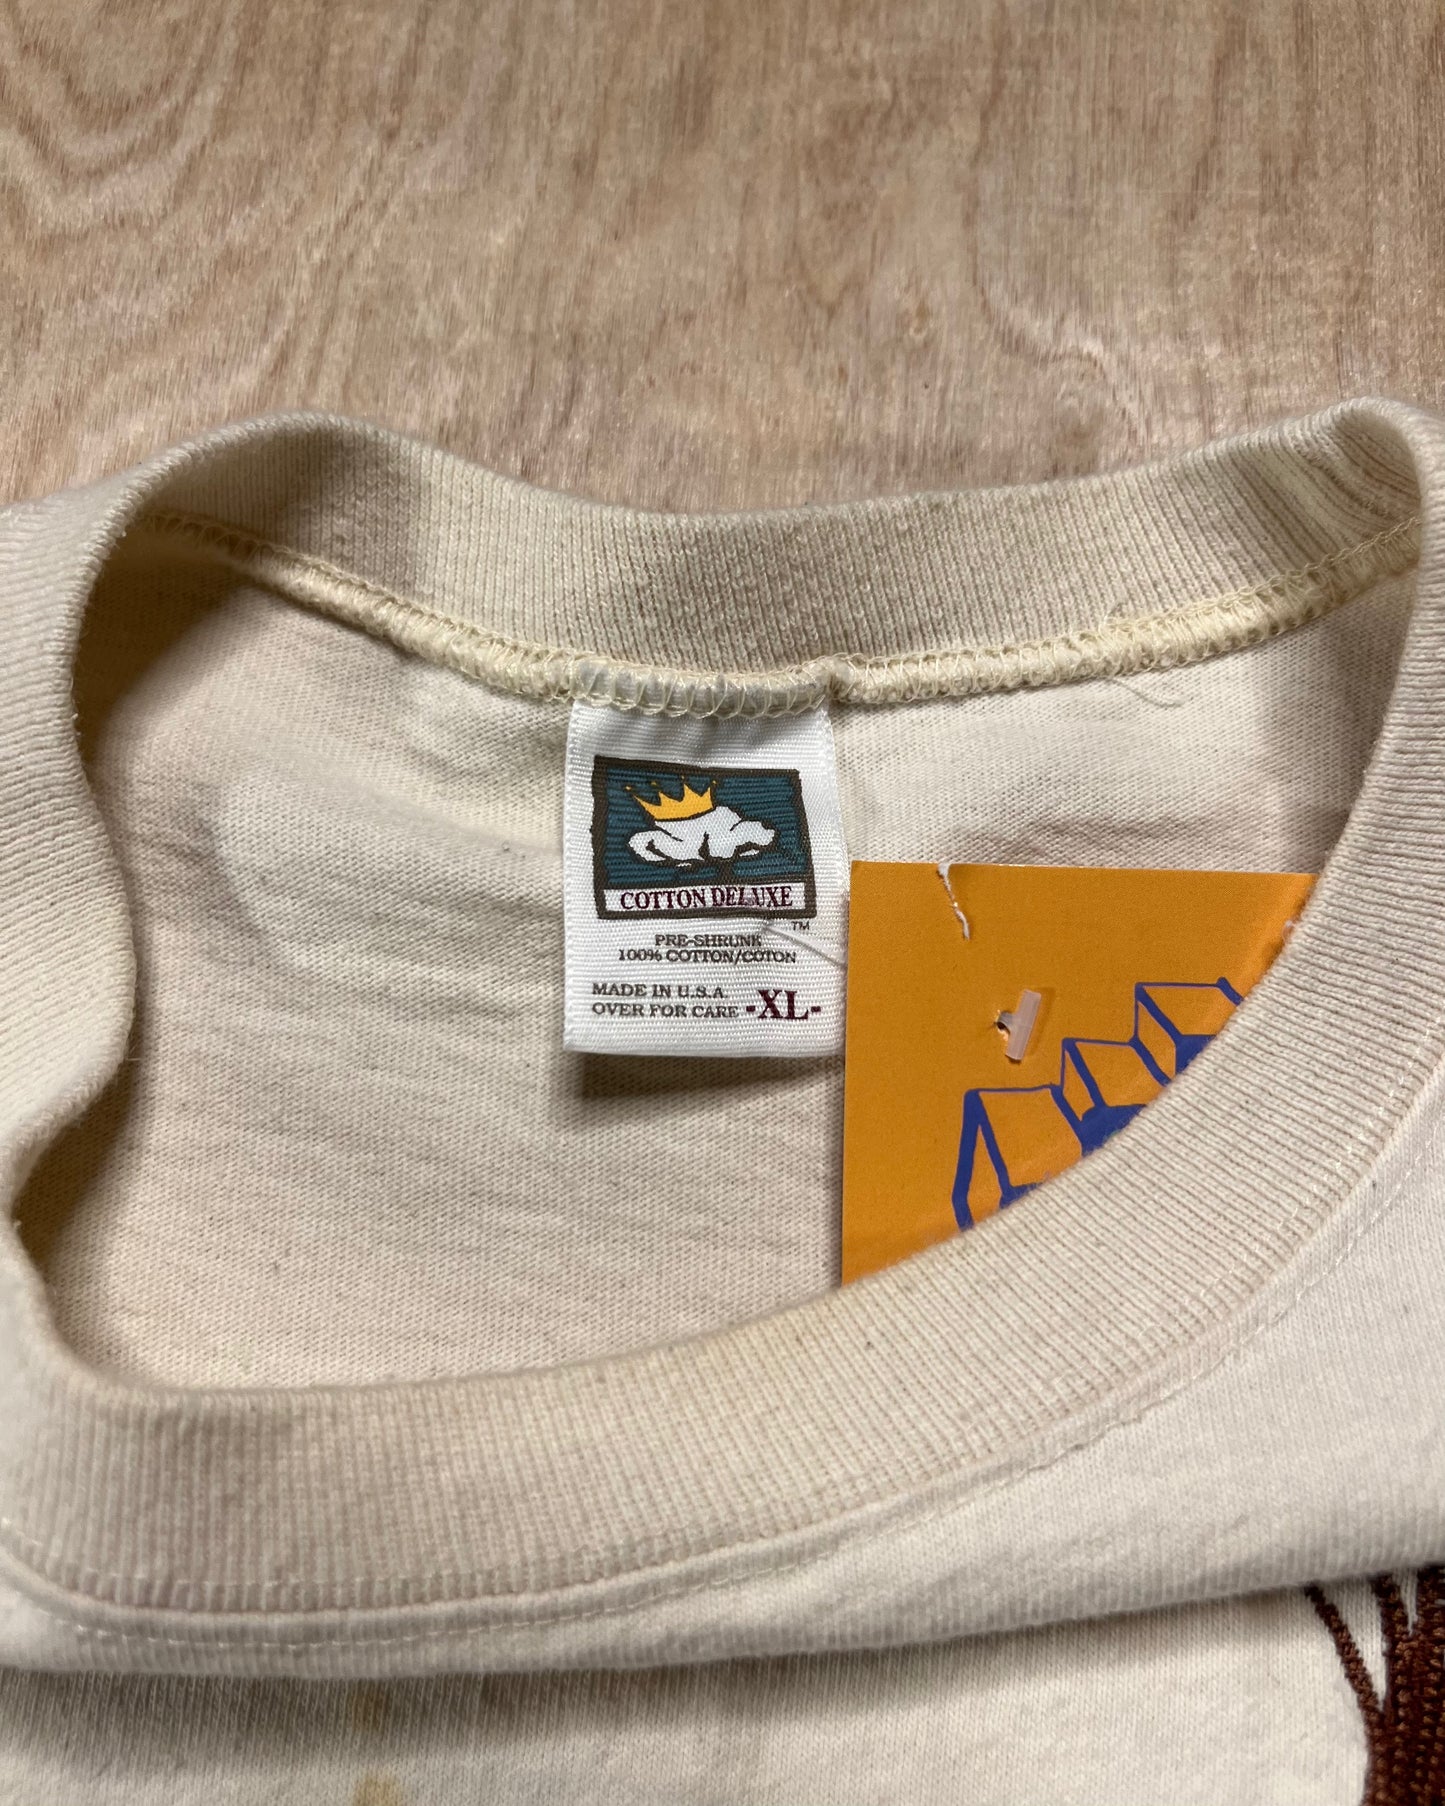 COTTON DELUXE
TM
PRE-SHRUNK
100% COTTON/COTON
MADE IN U.S.A.
OVER FOR CARE -XL-